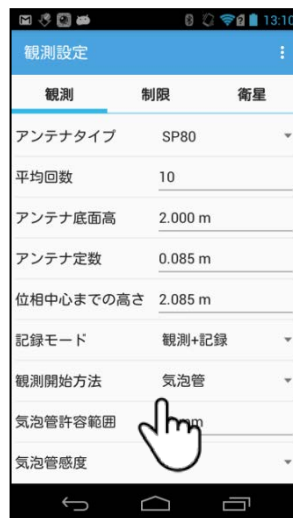 13:10
観測設定
観測 制限 衛星
アンテナタイプ SP80
平均回数 10
アンテナ底面高 2.000 m
アンテナ定数 0.085 m
位相中心までの高さ 2.085 m
記録モード 観測+記録
観測開始方法 気泡管
気泡管許容範囲
気泡管感度